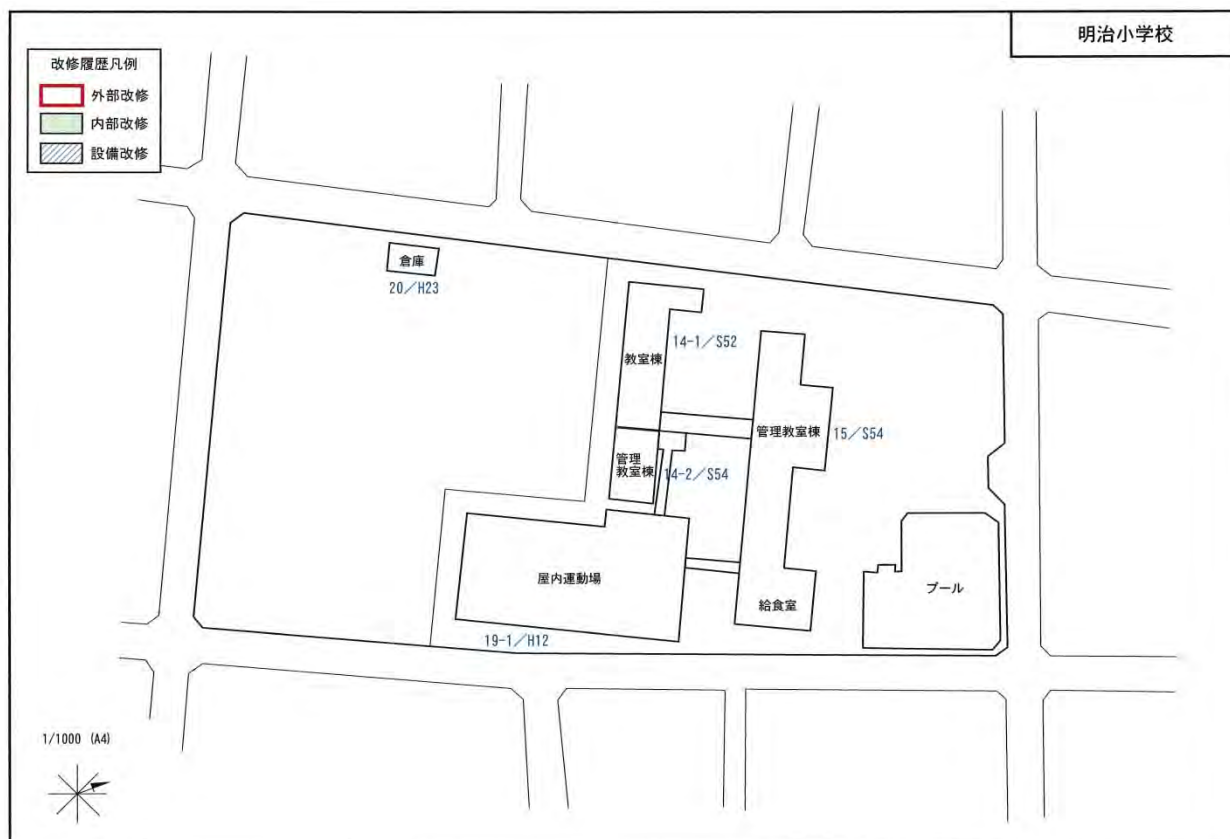 明治小学校
改修履歴凡例
外部改修
内部改修
設備改修
倉庫
20/H23
14-1/S52
教室棟
管理教室棟
15/S54
管理
教室棟
14-2/S54
屋内運動場
プール
給食室
19-1/H12
1/1000 (A4)